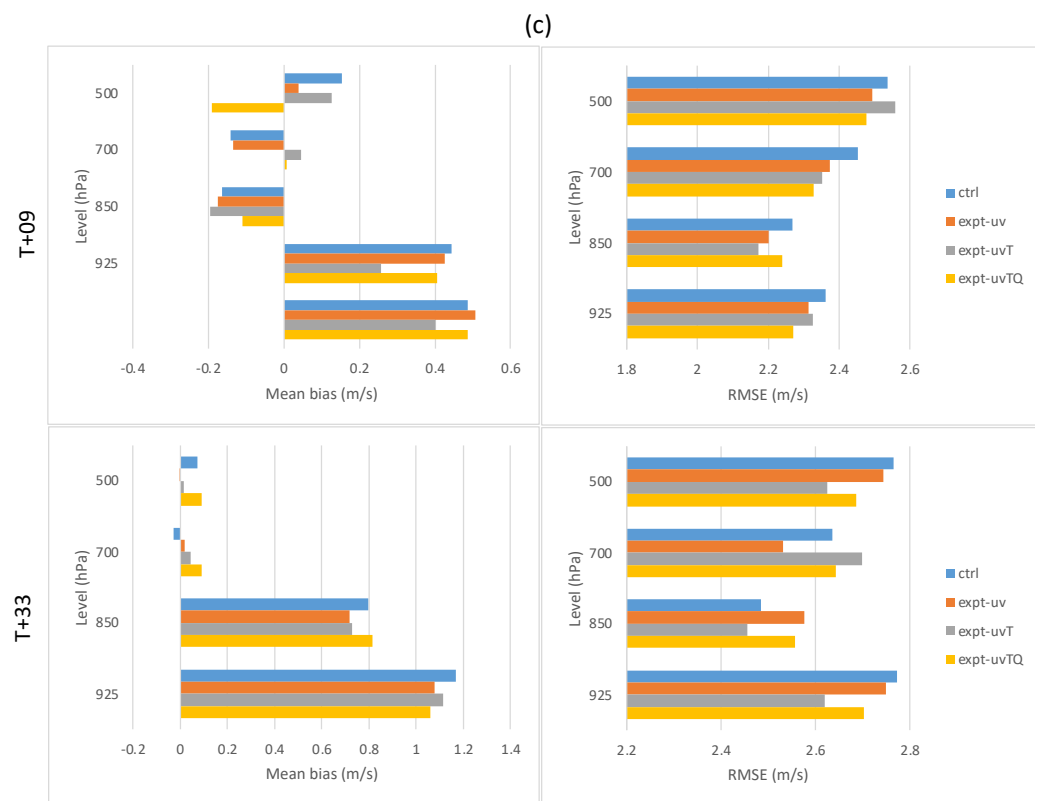 (c)
T+09
Level (hPa)
500
700
850
925
-0.4 -0.2 0 0.2 0.4 0.6
Mean bias (m/s)
Level (hPa)
500
700
850
925
1.8 2 2.2 2.4 2.6
RMSE (m/s)
ctrl
expt-uv
expt-uvT
expt-uvTQ
T+33
Level (hPa)
500
700
850
925
-0.2 0 0.2 0.4 0.6 0.8 1 1.2 1.4
Mean bias (m/s)
Level (hPa)
500
700
850
925
2.2 2.4 2.6 2.8
RMSE (m/s)
ctrl
expt-uv
expt-uvT
expt-uvTQ